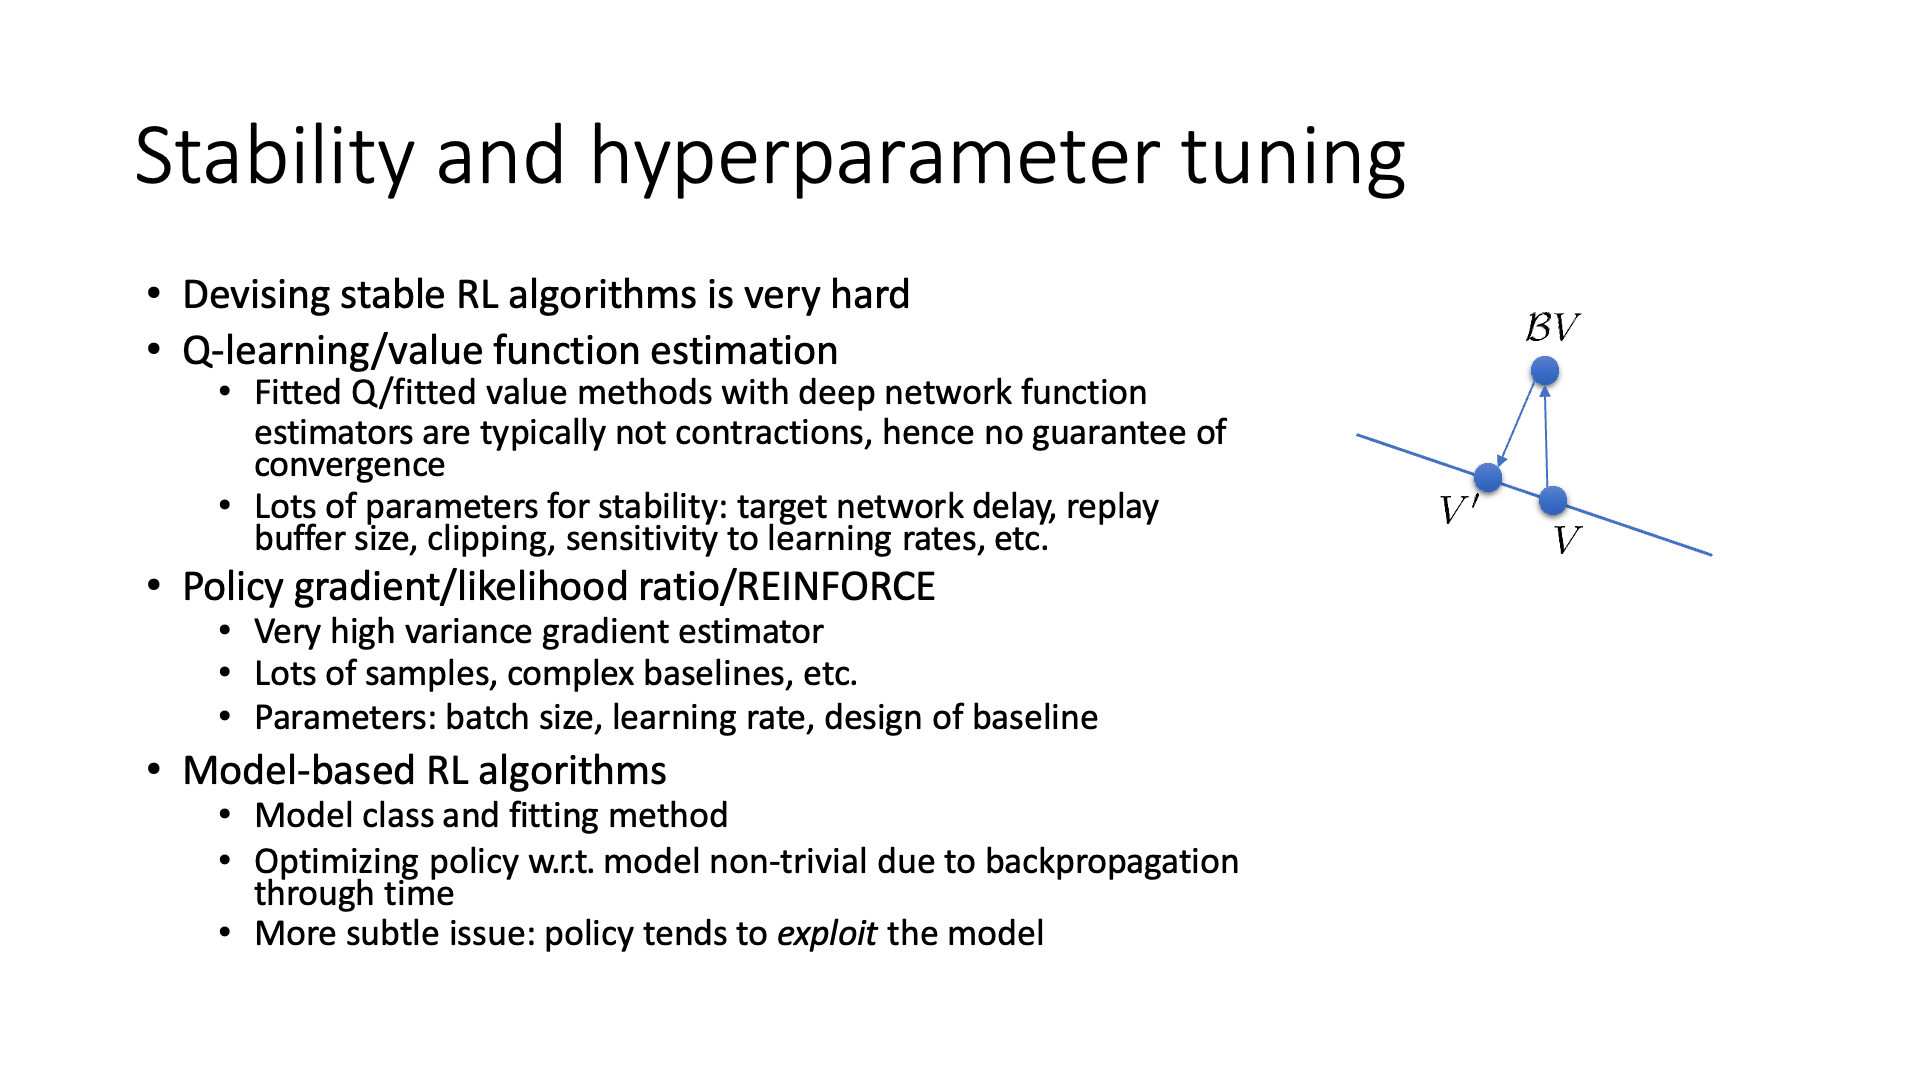 Stability and hyperparameter tuning
• Devising stable RL algorithms is very hard
• Q-learning/value function estimation
• Fitted Q/fitted value methods with deep network function
estimators are typically not contractions, hence no guarantee of
convergence
• Lots of parameters for stability: target network delay, replay
buffer size, clipping, sensitivity to learning rates, etc.
• Policy gradient/likelihood ratio/REINFORCE
• Very high variance gradient estimator
• Lots of samples, complex baselines, etc.
• Parameters: batch size, learning rate, design of baseline
• Model-based RL algorithms
• Model class and fitting method
• Optimizing policy w.r.t. model non-trivial due to backpropagation
through time
• More subtle issue: policy tends to exploit the model
ℬV
V′
V